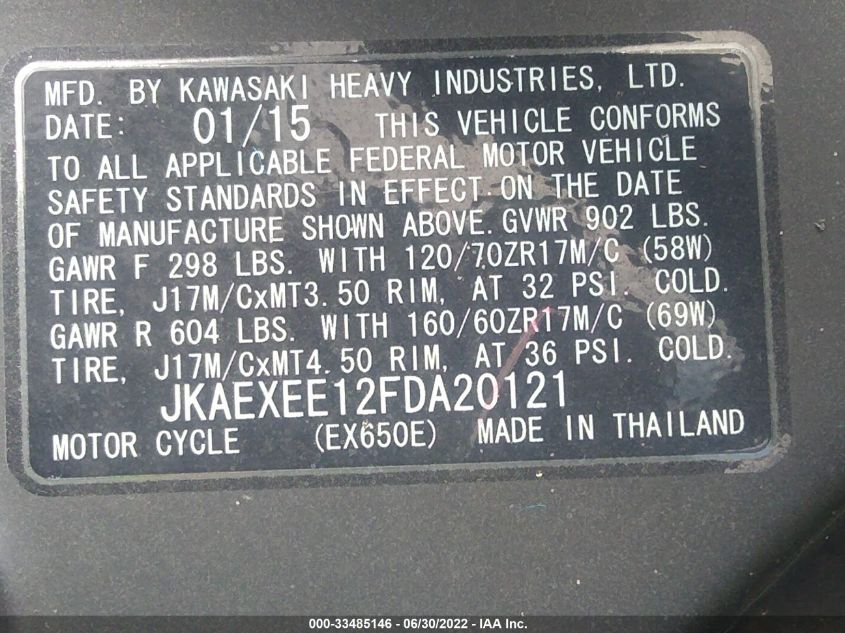 MFD. BY KAWASAKI HEAVY INDUSTRIES, LTD.
DATE: 01/15 THIS VEHICLE CONFORMS
TO ALL APPLICABLE FEDERAL MOTOR VEHICLE
SAFETY STANDARDS IN EFFECT ON THE DATE
OF MANUFACTURE SHOWN ABOVE. GVWR 902 LBS.
GAWR F 298 LBS. WITH 120/70ZR17M/C (58W)
TIRE, J17M/CxMT3.50 RIM, AT 32 PSI. COLD.
GAWR R 604 LBS. WITH 160/60ZR17M/C (69W)
TIRE, J17M/CxMT4.50 RIM, AT 36 PSI. COLD.
JKAEXEE12FDA20121
MOTOR CYCLE (EX650E) MADE IN THAILAND
000-33485146 - 06/30/2022 - IAA Inc.